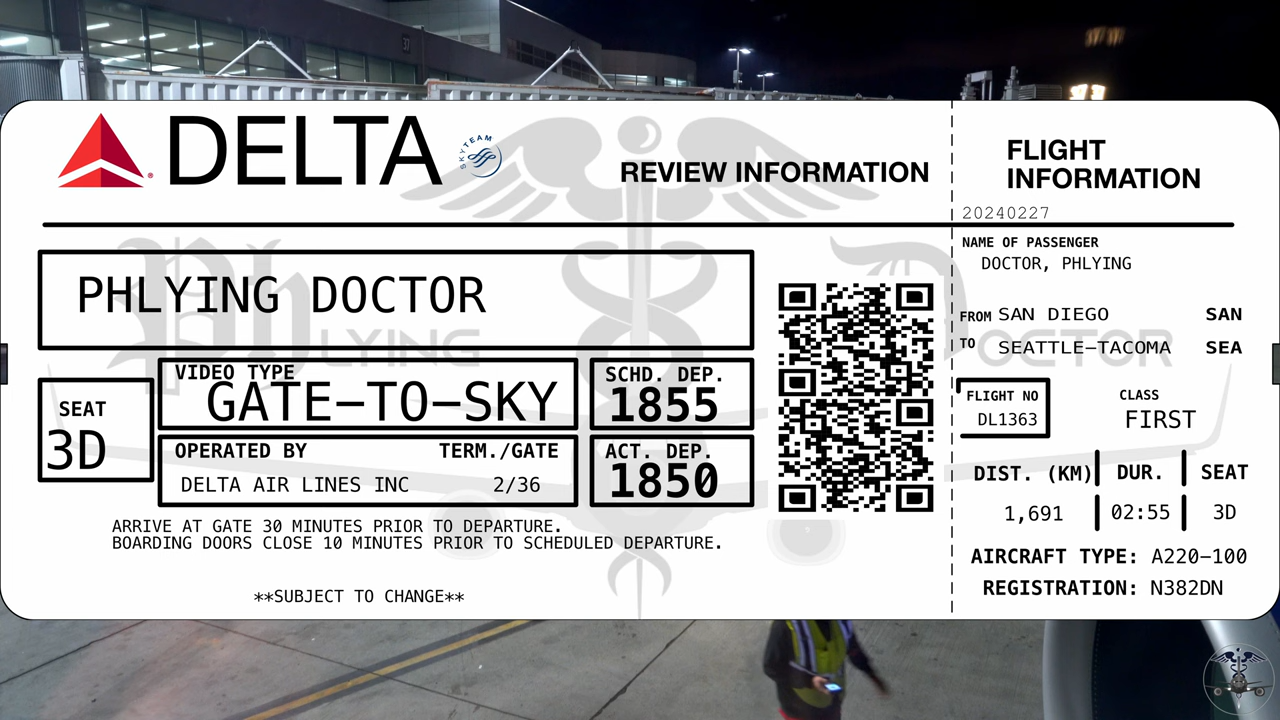 37
DELTA
SKYTEAM
REVIEW INFORMATION
FLIGHT
INFORMATION
20240227
PHLYING DOCTOR
PHLYING DOCTOR
NAME OF PASSENGER
DOCTOR, PHLYING
FROM SAN DIEGO SAN
TO SEATTLE-TACOMA SEA
SEAT
3D
VIDEO TYPE
GATE-TO-SKY
SCHD. DEP.
1855
OPERATED BY TERM./GATE
DELTA AIR LINES INC 2/36
ACT. DEP.
1850
FLIGHT NO
DL1363
CLASS
FIRST
DIST. (KM) DUR. SEAT
1,691 02:55 3D
AIRCRAFT TYPE: A220-100
REGISTRATION: N382DN
ARRIVE AT GATE 30 MINUTES PRIOR TO DEPARTURE.
BOARDING DOORS CLOSE 10 MINUTES PRIOR TO SCHEDULED DEPARTURE.
**SUBJECT TO CHANGE**